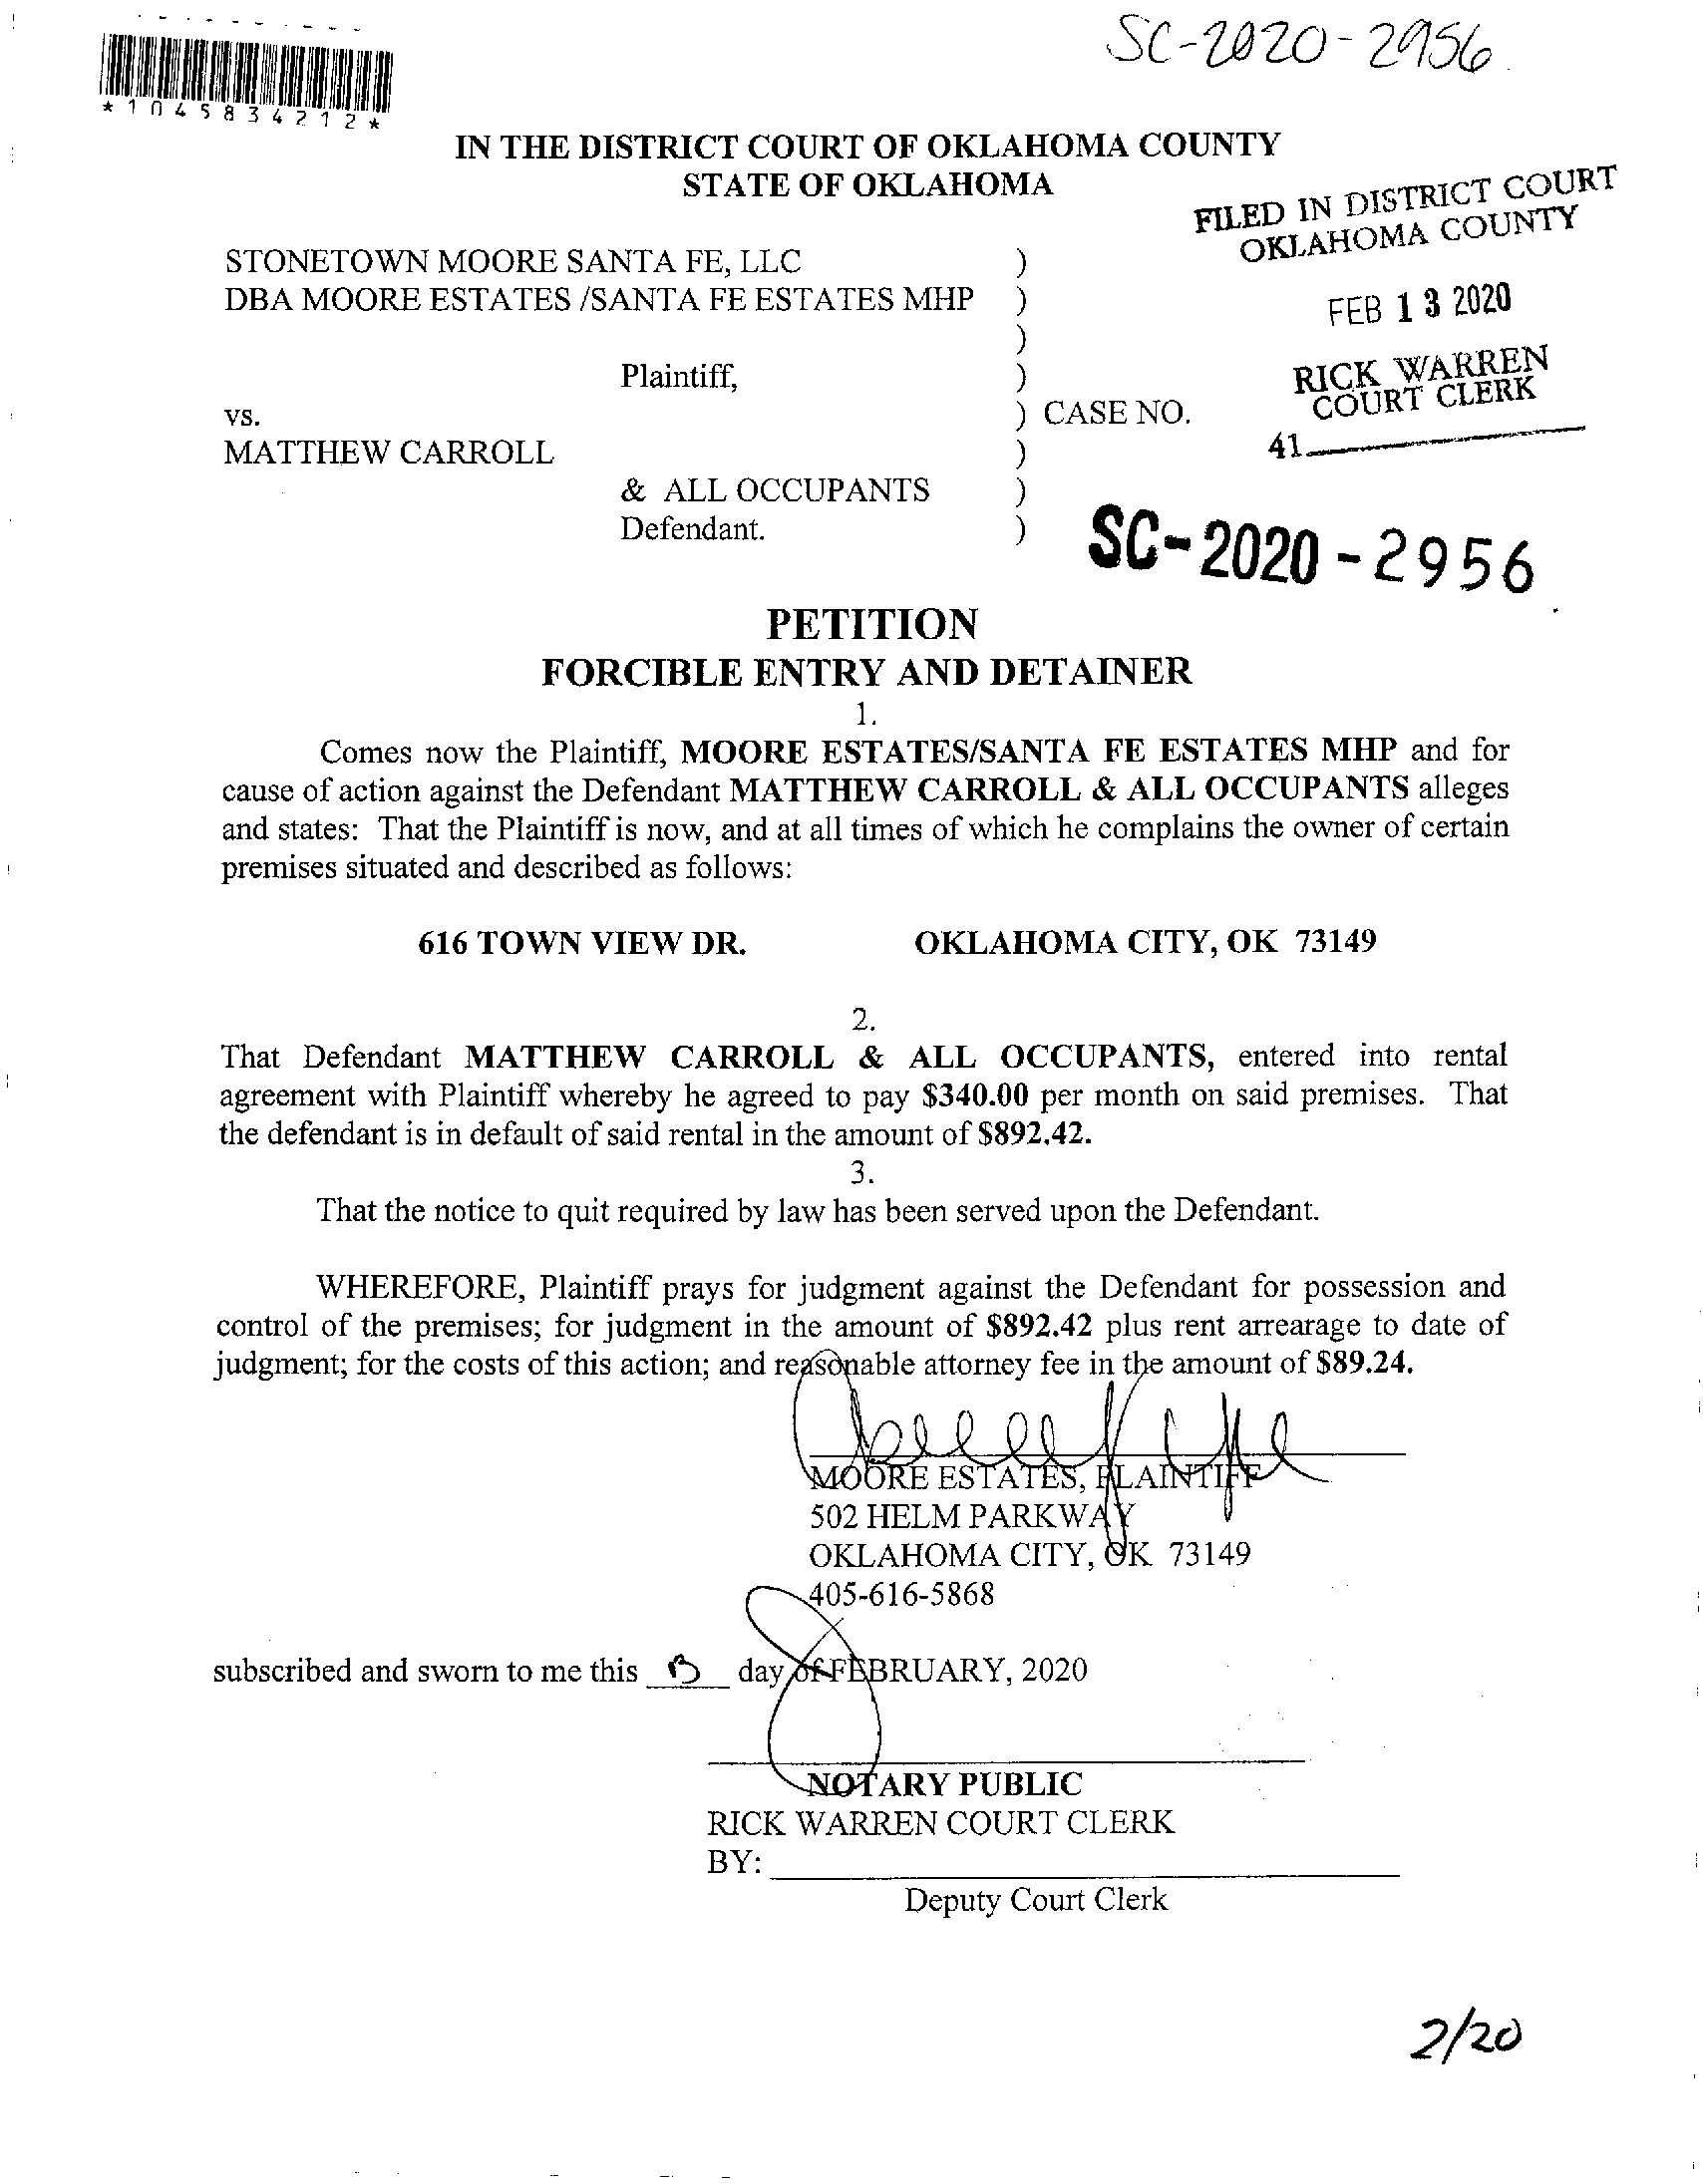 SC-2020-2956
*1045834212*
IN THE DISTRICT COURT OF OKLAHOMA COUNTY
STATE OF OKLAHOMA
FILED IN DISTRICT COURT
OKLAHOMA COUNTY
STONETOWN MOORE SANTA FE, LLC )
DBA MOORE ESTATES /SANTA FE ESTATES MHP )
FEB 13 2020
)
Plaintiff, )
RICK WARREN
COURT CLERK
vs. ) CASE NO.
41
MATTHEW CARROLL )
& ALL OCCUPANTS )
Defendant. )
SC-2020-2956
PETITION
FORCIBLE ENTRY AND DETAINER
1.
Comes now the Plaintiff, MOORE ESTATES/SANTA FE ESTATES MHP and for
cause of action against the Defendant MATTHEW CARROLL & ALL OCCUPANTS alleges
and states: That the Plaintiff is now, and at all times of which he complains the owner of certain
premises situated and described as follows:
616 TOWN VIEW DR. OKLAHOMA CITY, OK 73149
2.
That Defendant MATTHEW CARROLL & ALL OCCUPANTS, entered into rental
agreement with Plaintiff whereby he agreed to pay $340.00 per month on said premises. That
the defendant is in default of said rental in the amount of $892.42.
3.
That the notice to quit required by law has been served upon the Defendant.
WHEREFORE, Plaintiff prays for judgment against the Defendant for possession and
control of the premises; for judgment in the amount of $892.42 plus rent arrearage to date of
judgment; for the costs of this action; and reasonable attorney fee in the amount of $89.24.
MOORE ESTATES, PLAINTIFF
502 HELM PARKWAY
OKLAHOMA CITY, OK 73149
405-616-5868
subscribed and sworn to me this 13 day of FEBRUARY, 2020
NOTARY PUBLIC
RICK WARREN COURT CLERK
BY:
Deputy Court Clerk
2/20